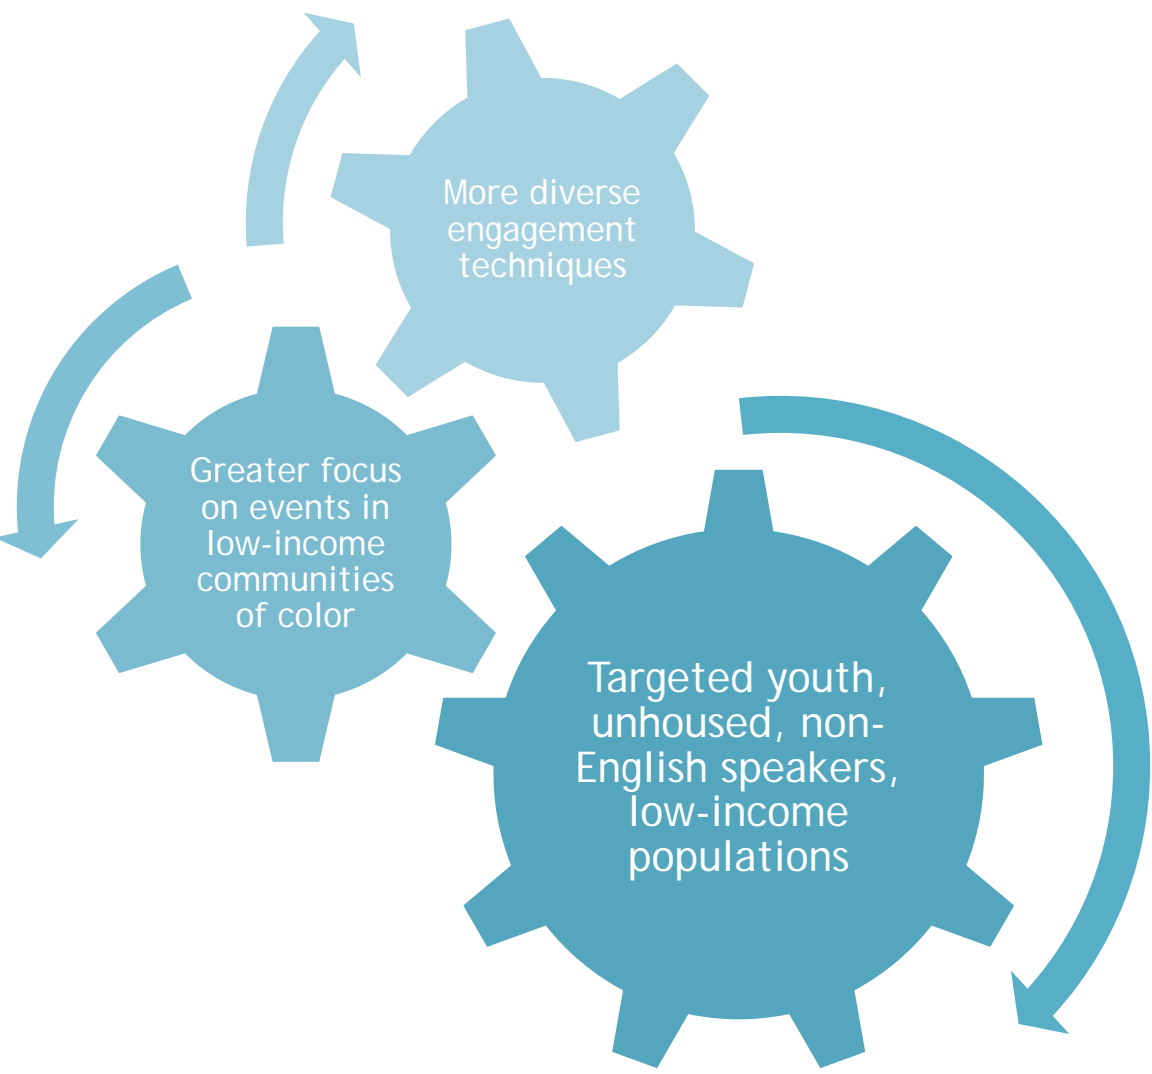 More diverse
engagement
techniques
Greater focus
on events in
low-income
communities
of color
Targeted youth,
unhoused, non-
English speakers,
low-income
populations